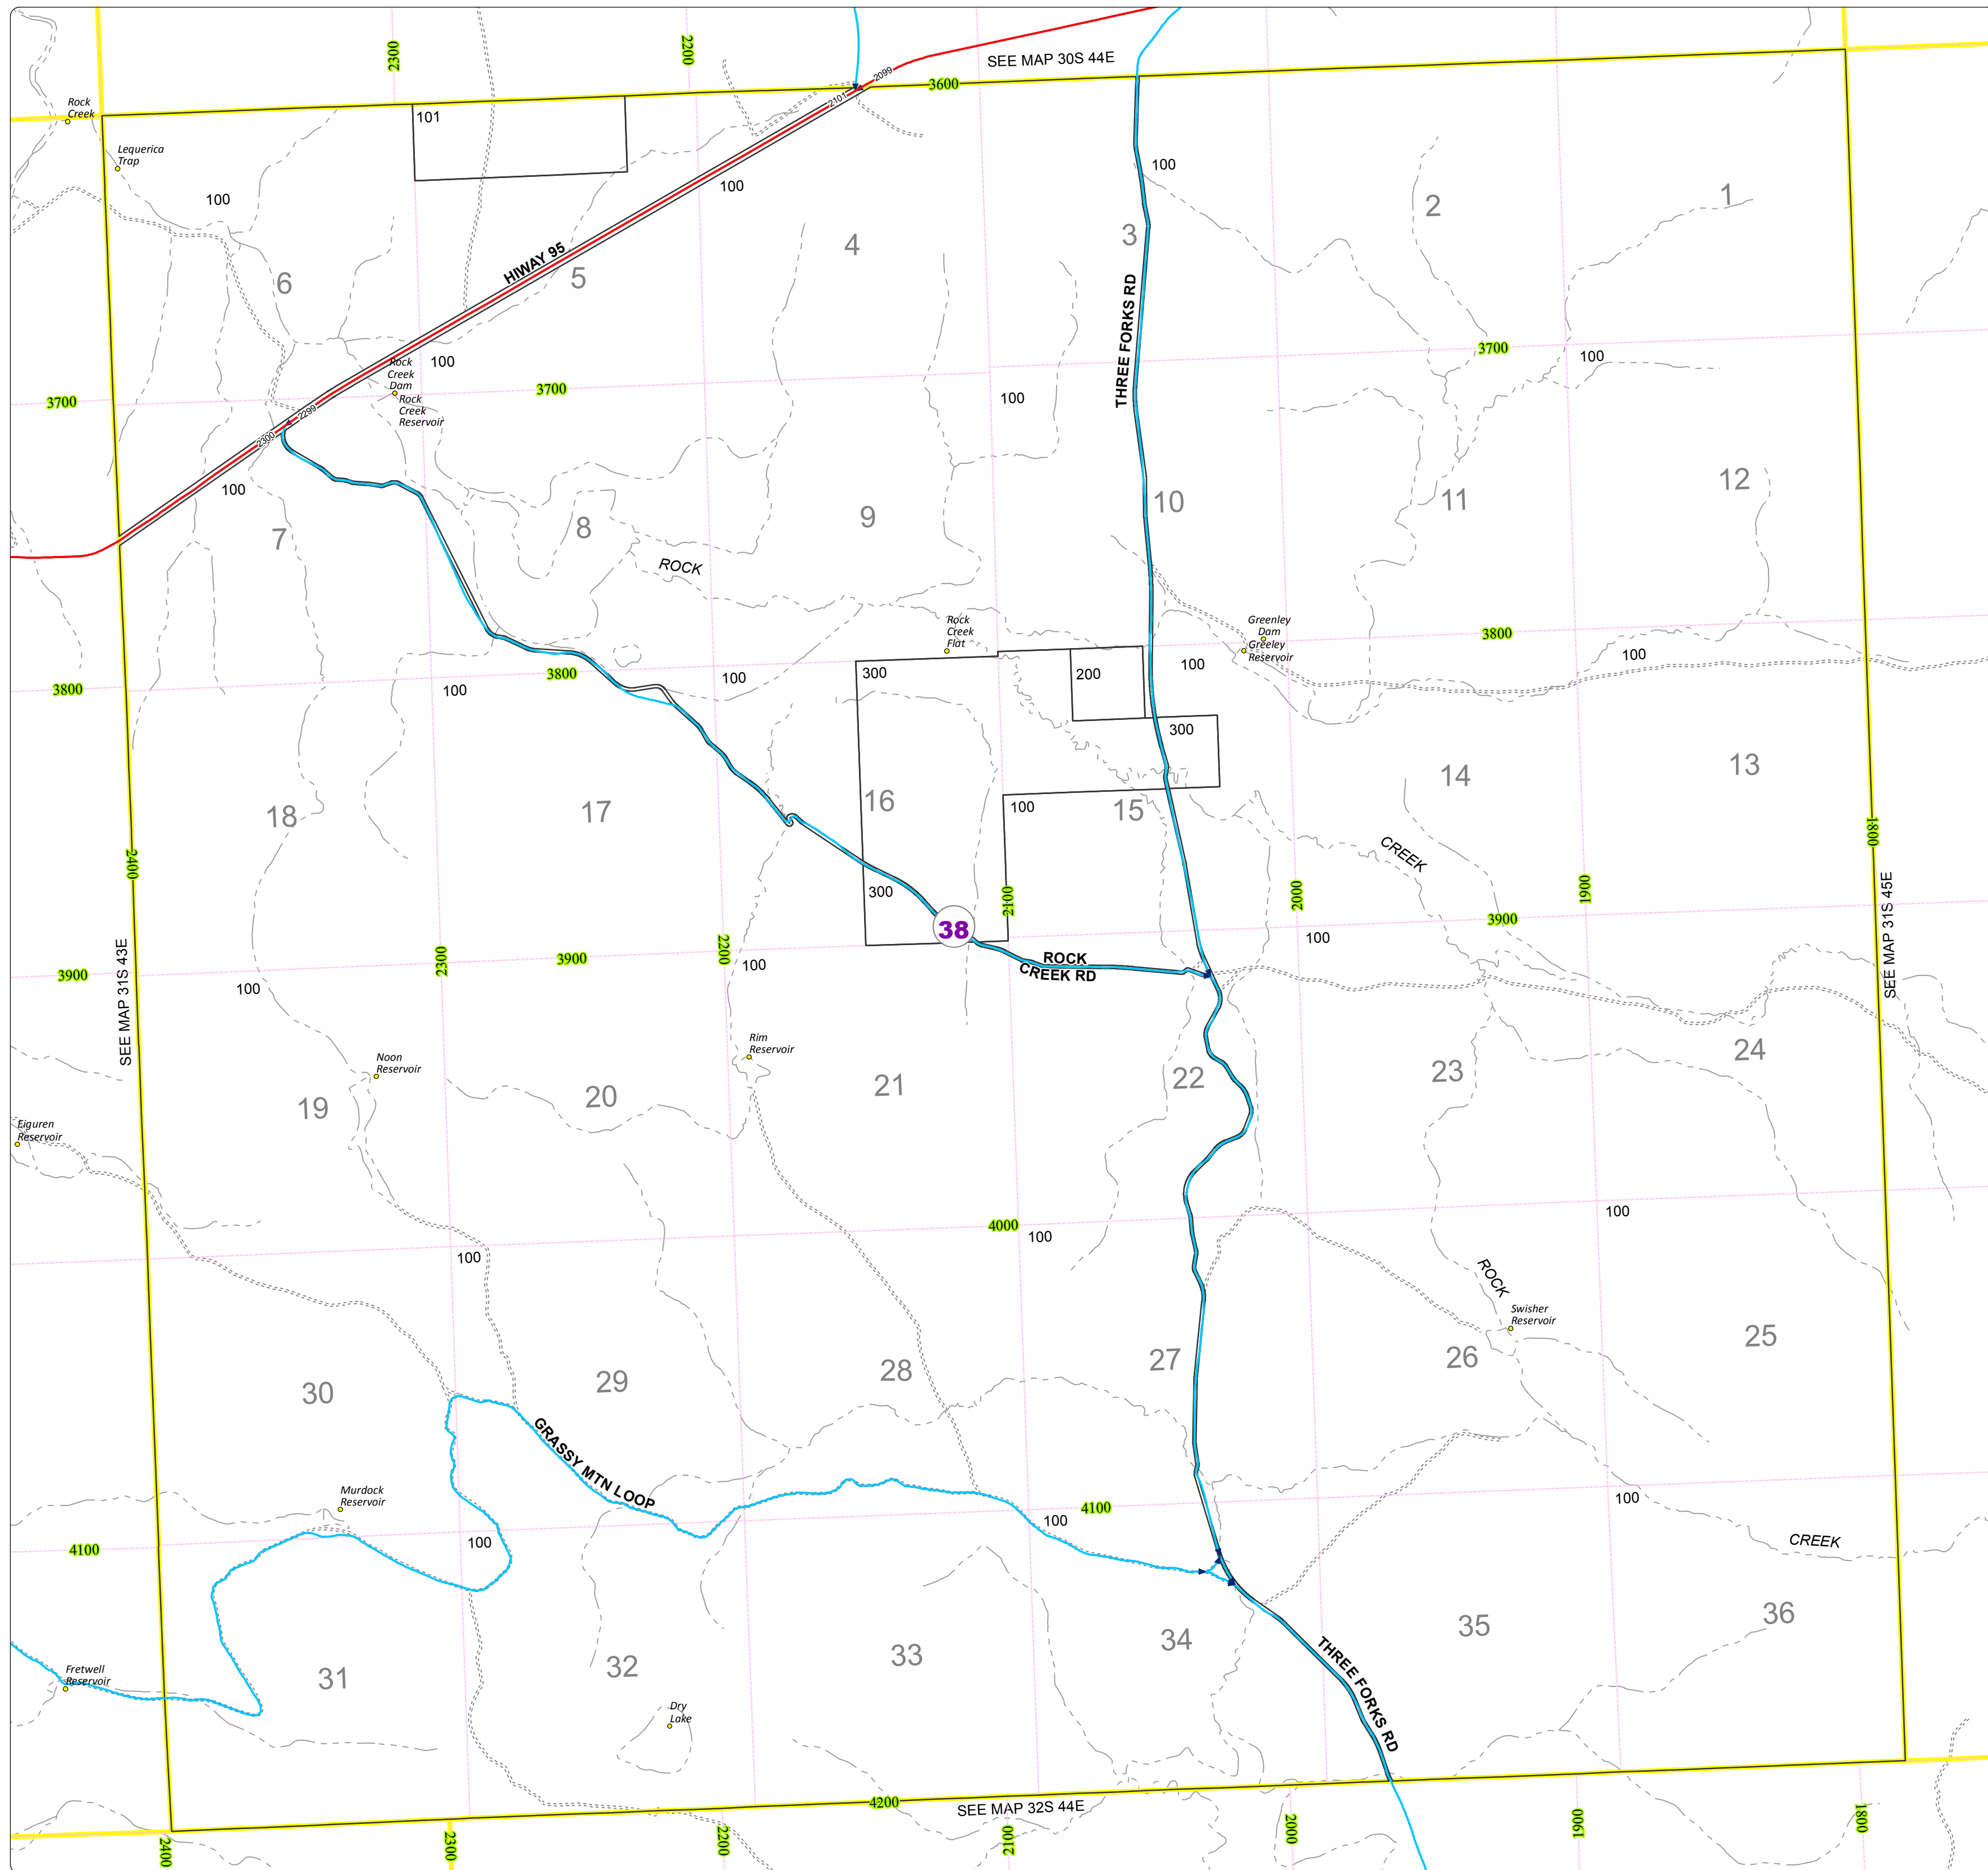 2300
2200
SEE MAP 30S 44E
2099
2101
3600
Rock
Creek
101
Lequerica
Trap
100
100
100
1
2
3
4
HIWAY 95
5
6
THREE FORKS RD
3700
100
Rock
Creek
Dam
100
Rock
Creek
Reservoir
3700
3700
100
2299
2300
100
12
11
10
9
8
7
ROCK
Rock
Creek
Flat
Greenley
Dam
Greeley
Reservoir
3800
100
100
300
200
3800
100
100
3800
300
13
14
15
16
17
18
100
CREEK
2400
1800
300
2100
2000
1900
SEE MAP 31S 45E
3900
38
100
2200
2300
3900
SEE MAP 31S 43E
3900
100
100
ROCK
CREEK RD
Rim
Reservoir
Noon
Reservoir
24
23
22
21
20
19
Eiguren
Reservoir
4000
100
100
100
ROCK
Swisher
Reservoir
25
26
27
28
29
30
GRASSY MTN LOOP
Murdock
Reservoir
4100
100
100
4100
100
CREEK
36
35
34
33
32
31
THREE FORKS RD
Fretwell
Reservoir
Dry
Lake
4200
SEE MAP 32S 44E
2400
2300
2200
2100
2000
1900
1800